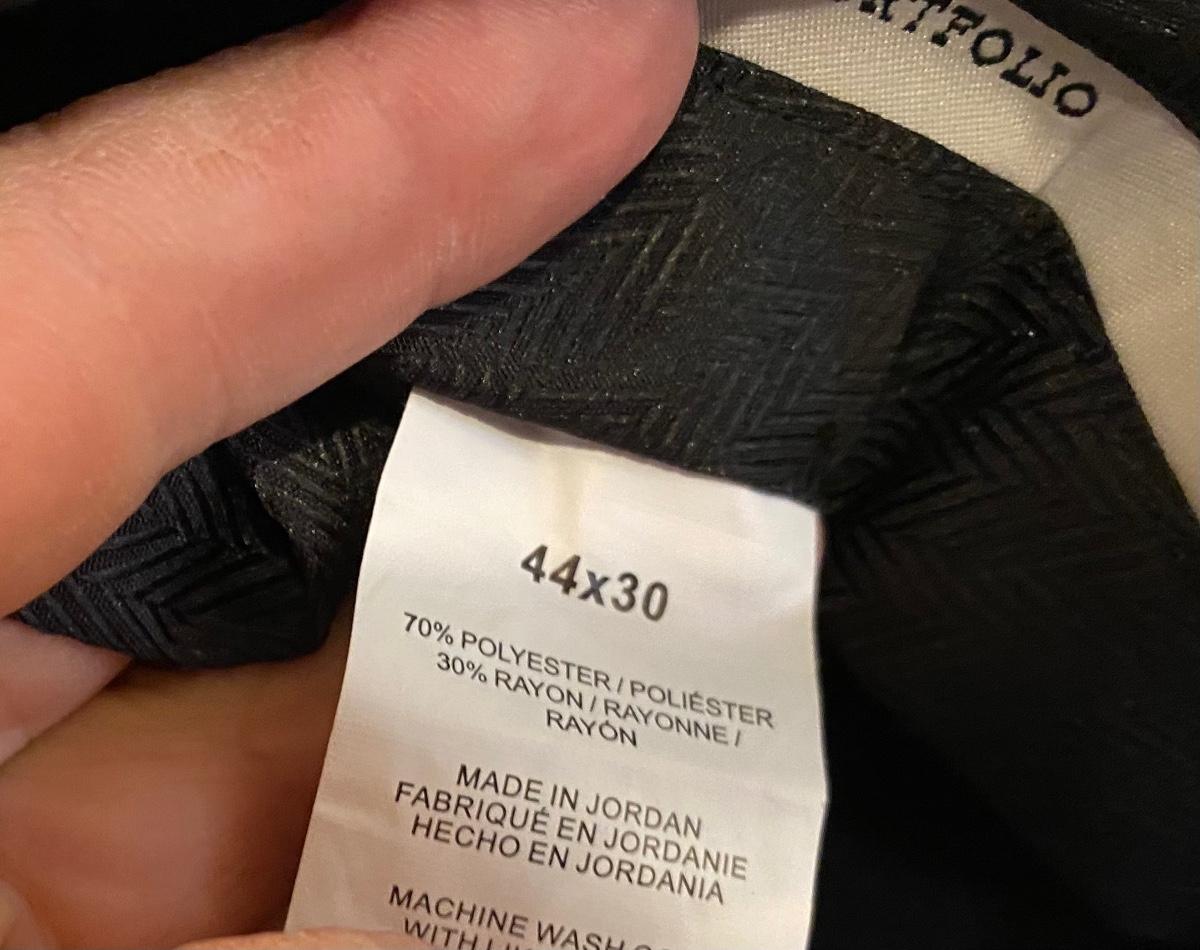 44x30
70% POLYESTER / POLIÉSTER
30% RAYON / RAYONNE /
RAYÓN
MADE IN JORDAN
FABRIQUÉ EN JORDANIE
HECHO EN JORDANIA
MACHINE WASH
WITH